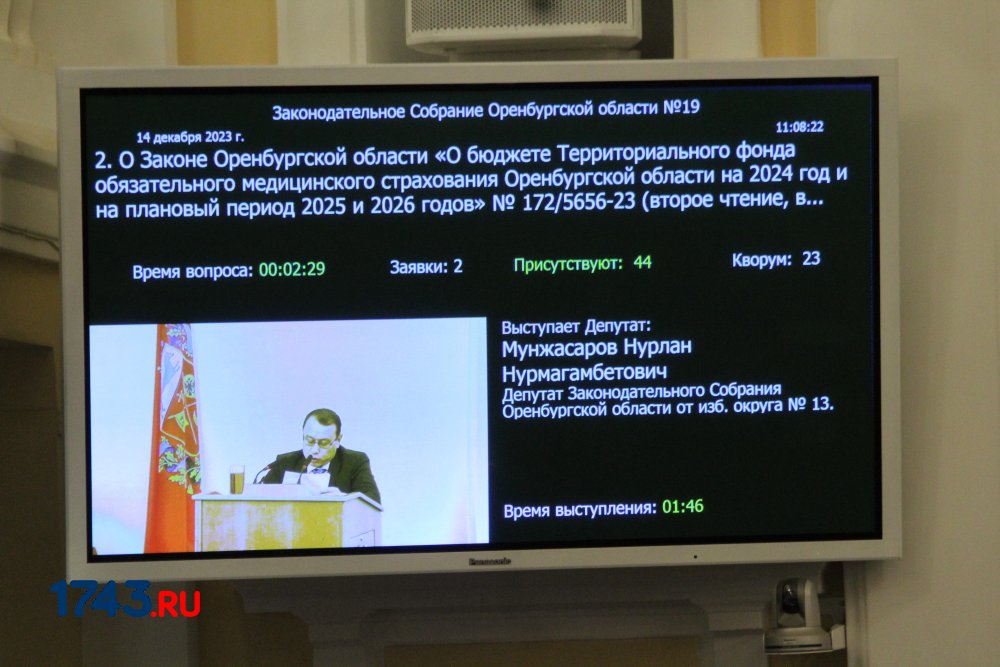 Законодательное Собрание Оренбургской области №19
14 декабря 2023 г.
11:08:22
2. О Законе Оренбургской области «О бюджете Территориального фонда
обязательного медицинского страхования Оренбургской области на 2024 год и
на плановый период 2025 и 2026 годов» № 172/5656-23 (второе чтение, в...
Время вопроса: 00:02:29
Заявки: 2
Присутствуют: 44
Кворум: 23
Выступает Депутат:
Мунжасаров Нурлан
Нурмагамбетович
Депутат Законодательного Собрания
Оренбургской области от изб. округа № 13.
Время выступления: 01:46
Panasonic
1743.RU